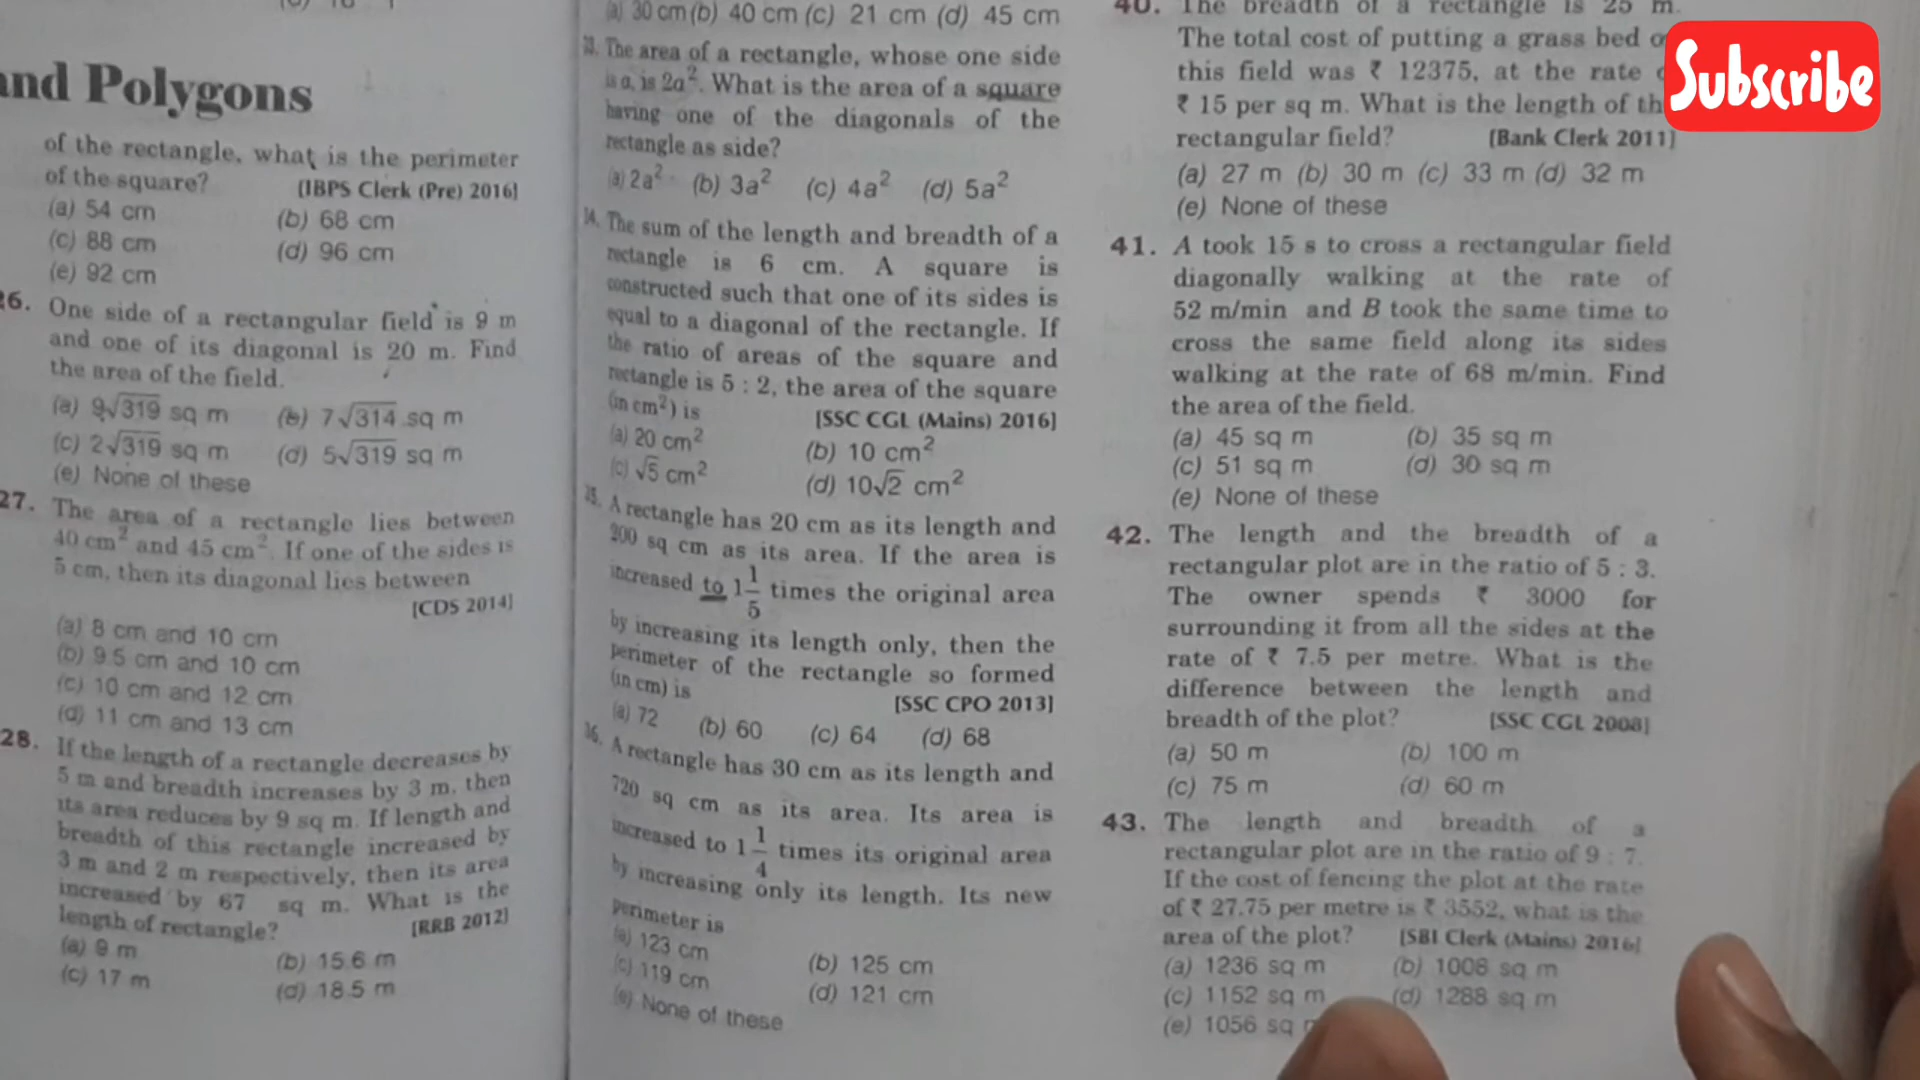 and Polygons
of the rectangle, what is the perimeter
of the square? [IBPS Clerk (Pre) 2016]
(a) 54 cm (b) 68 cm
(c) 88 cm (d) 96 cm
(e) 92 cm
26. One side of a rectangular field is 9 m
and one of its diagonal is 20 m. Find
the area of the field.
(a) 9√319 sq m (b) 7√314 sq m
(c) 2√319 sq m (d) 5√319 sq m
(e) None of these
27. The area of a rectangle lies between
40 cm² and 45 cm². If one of the sides is
5 cm, then its diagonal lies between
[CDS 2014]
(a) 8 cm and 10 cm
(b) 9.5 cm and 10 cm
(c) 10 cm and 12 cm
(d) 11 cm and 13 cm
28. If the length of a rectangle decreases by
5 m and breadth increases by 3 m, then
its area reduces by 9 sq m. If length and
breadth of this rectangle increased by
3 m and 2 m respectively, then its area
increased by 67 sq m. What is the
length of rectangle? [RRB 2012]
(a) 9 m (b) 15.6 m
(c) 17 m (d) 18.5 m
(a) 30 cm (b) 40 cm (c) 21 cm (d) 45 cm
33. The area of a rectangle, whose one side
is a, is 2a². What is the area of a square
having one of the diagonals of the
rectangle as side?
(a) 2a² (b) 3a² (c) 4a² (d) 5a²
34. The sum of the length and breadth of a
rectangle is 6 cm. A square is
constructed such that one of its sides is
equal to a diagonal of the rectangle. If
the ratio of areas of the square and
rectangle is 5 : 2, the area of the square
(in cm²) is [SSC CGL (Mains) 2016]
(a) 20 cm² (b) 10 cm²
(c) √5 cm² (d) 10√2 cm²
35. A rectangle has 20 cm as its length and
200 sq cm as its area. If the area is
increased to 1 1/5 times the original area
by increasing its length only, then the
perimeter of the rectangle so formed
(in cm) is [SSC CPO 2013]
(a) 72 (b) 60 (c) 64 (d) 68
36. A rectangle has 30 cm as its length and
720 sq cm as its area. Its area is
increased to 1 1/4 times its original area
by increasing only its length. Its new
perimeter is
(a) 123 cm (b) 125 cm
(c) 119 cm (d) 121 cm
(e) None of these
40. The breadth of a rectangle is 25 m.
The total cost of putting a grass bed
this field was ₹ 12375, at the rate
₹ 15 per sq m. What is the length of th
rectangular field? [Bank Clerk 2011]
(a) 27 m (b) 30 m (c) 33 m (d) 32 m
(e) None of these
41. A took 15 s to cross a rectangular field
diagonally walking at the rate of
52 m/min and B took the same time to
cross the same field along its sides
walking at the rate of 68 m/min. Find
the area of the field.
(a) 45 sq m (b) 35 sq m
(c) 51 sq m (d) 30 sq m
(e) None of these
42. The length and the breadth of a
rectangular plot are in the ratio of 5 : 3.
The owner spends ₹ 3000 for
surrounding it from all the sides at the
rate of ₹ 7.5 per metre. What is the
difference between the length and
breadth of the plot? [SSC CGL 2008]
(a) 50 m (b) 100 m
(c) 75 m (d) 60 m
43. The length and breadth of a
rectangular plot are in the ratio of 9 : 7.
If the cost of fencing the plot at the rate
of ₹ 27.75 per metre is ₹ 3552, what is the
area of the plot? [SBI Clerk (Mains) 2016]
(a) 1236 sq m (b) 1008 sq m
(c) 1152 sq m (d) 1288 sq m
(e) 1056 sq
Subscribe